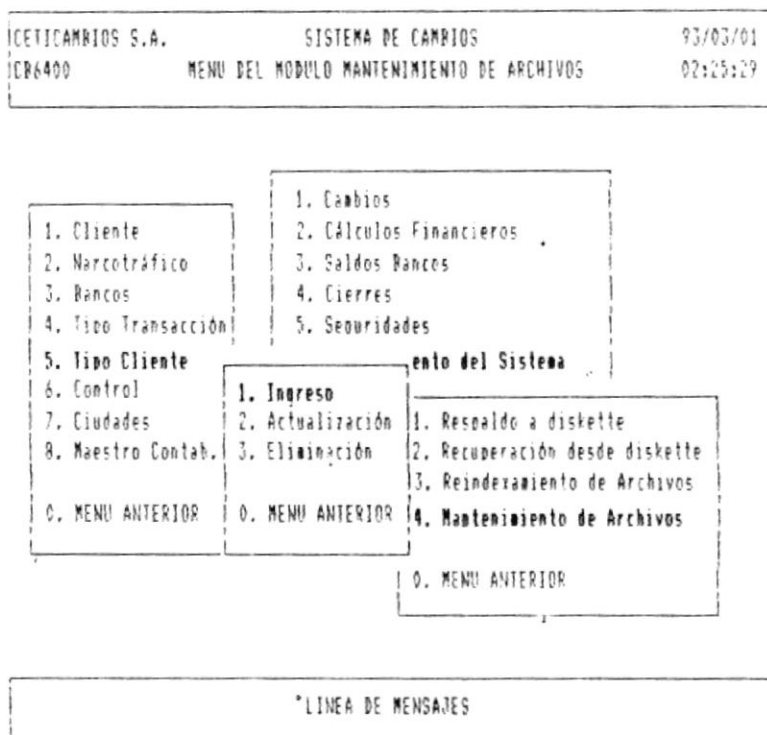 CETICAMBIOS S.A. SISTEMA DE CAMBIOS 93/03/01
CB6400 MENU DEL MODULO MANTENIMIENTO DE ARCHIVOS 02:25:29
1. Cambios
2. Cálculos Financieros
3. Saldos Bancos
4. Cierres
5. Seguridades
ento del Sistema
1. Cliente
2. Narcotráfico
3. Bancos
4. Tipo Transacción
5. Tipo Cliente
6. Control
7. Ciudades
8. Maestro Contab.
0. MENU ANTERIOR
1. Ingreso
2. Actualización
3. Eliminación
0. MENU ANTERIOR
1. Respaldo a diskette
2. Recuperación desde diskette
3. Reindexamiento de Archivos
4. Mantenimiento de Archivos
0. MENU ANTERIOR
LINEA DE MENSAJES